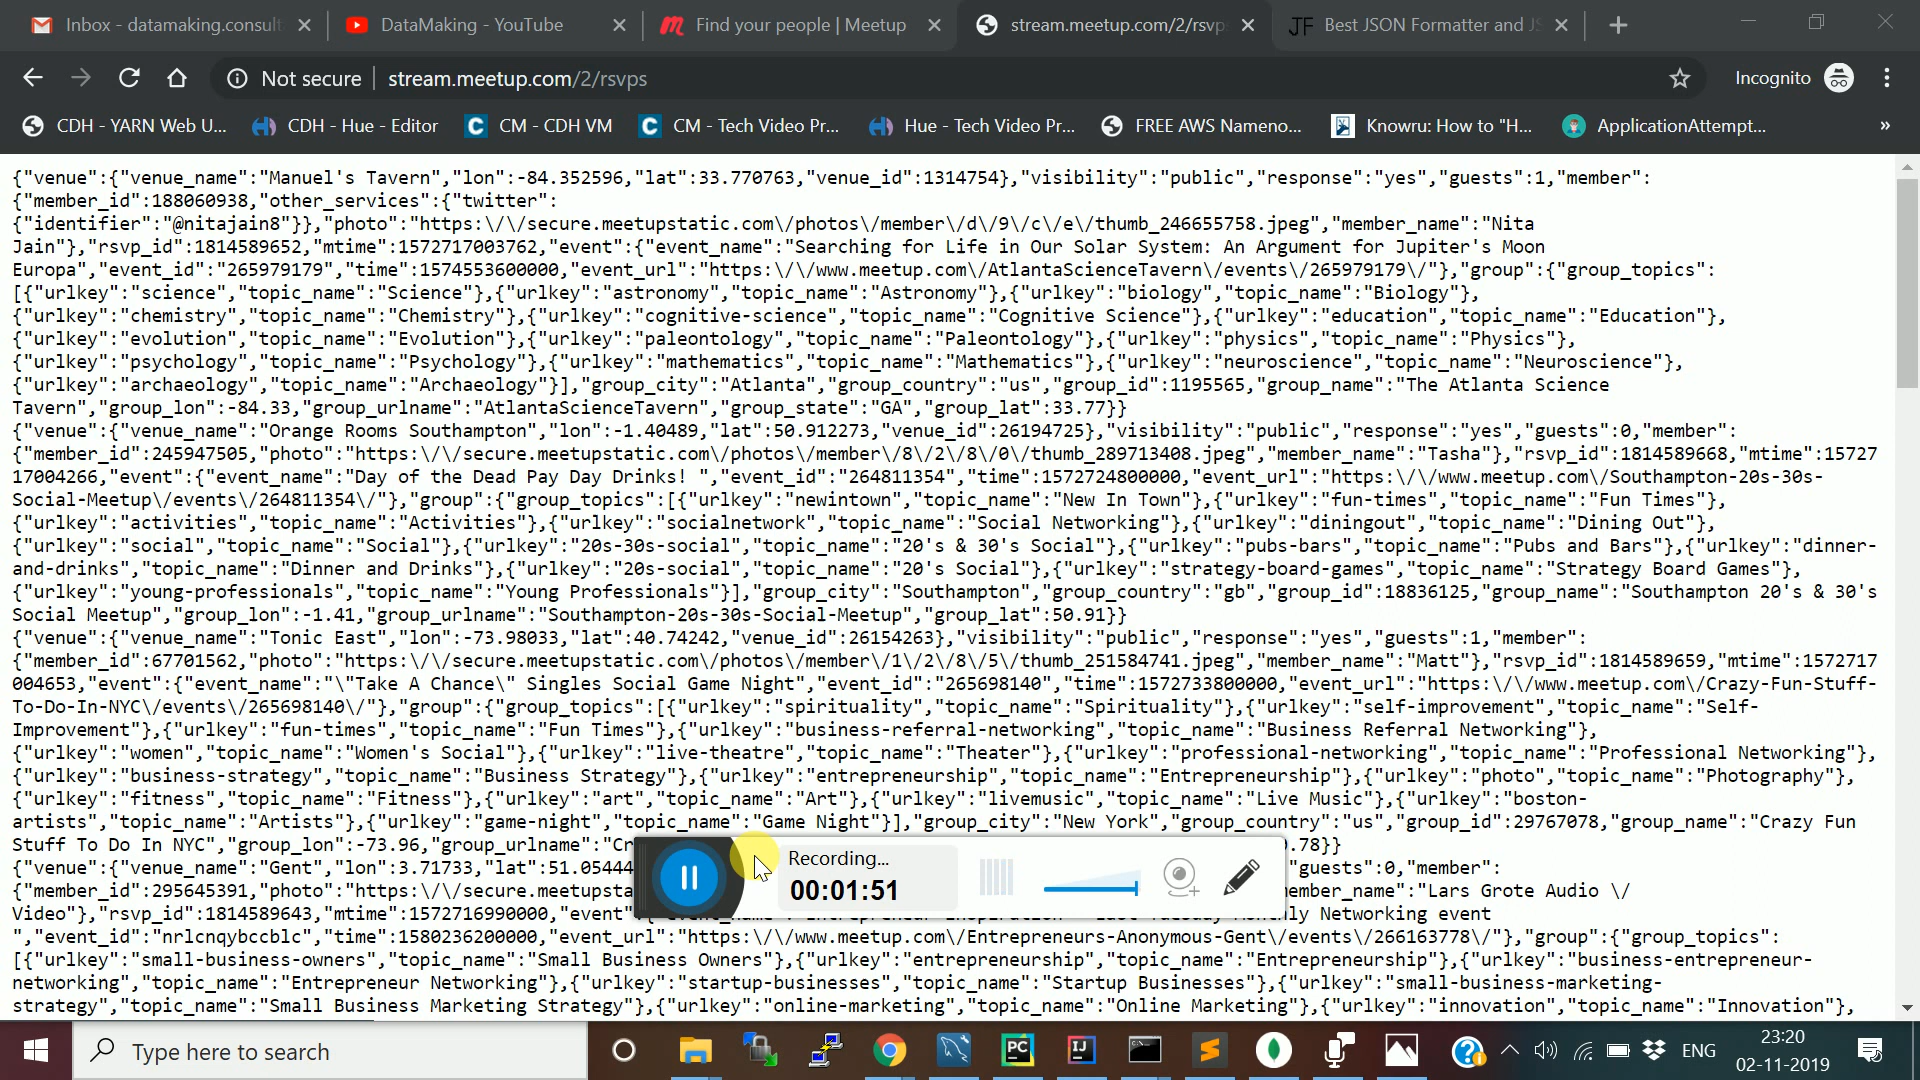 Inbox - datamaking.consult
DataMaking - YouTube
Find your people | Meetup
stream.meetup.com/2/rsvps
Best JSON Formatter and JS
Not secure
stream.meetup.com/2/rsvps
Incognito
CDH - YARN Web U...
CDH - Hue - Editor
CM - CDH VM
CM - Tech Video Pr...
Hue - Tech Video Pr...
FREE AWS Nameno...
Knowru: How to "H...
ApplicationAttempt...
»
{"venue":{"venue_name":"Manuel's Tavern","lon":-84.352596,"lat":33.770763,"venue_id":1314754},"visibility":"public","response":"yes","guests":1,"member":
{"member_id":188060938,"other_services":{"twitter":
{"identifier":"@nitajain8"}},"photo":"https:\/\/secure.meetupstatic.com\/photos\/member\/d\/9\/c\/e\/thumb_246655758.jpeg","member_name":"Nita
Jain"},"rsvp_id":1814589652,"mtime":1572717003762,"event":{"event_name":"Searching for Life in Our Solar System: An Argument for Jupiter's Moon
Europa","event_id":"265979179","time":1574553600000,"event_url":"https:\/\/www.meetup.com\/AtlantaScienceTavern\/events\/265979179\/"},"group":{"group_topics":
[{"urlkey":"science","topic_name":"Science"},{"urlkey":"astronomy","topic_name":"Astronomy"},{"urlkey":"biology","topic_name":"Biology"},
{"urlkey":"chemistry","topic_name":"Chemistry"},{"urlkey":"cognitive-science","topic_name":"Cognitive Science"},{"urlkey":"education","topic_name":"Education"},
{"urlkey":"evolution","topic_name":"Evolution"},{"urlkey":"paleontology","topic_name":"Paleontology"},{"urlkey":"physics","topic_name":"Physics"},
{"urlkey":"psychology","topic_name":"Psychology"},{"urlkey":"mathematics","topic_name":"Mathematics"},{"urlkey":"neuroscience","topic_name":"Neuroscience"},
{"urlkey":"archaeology","topic_name":"Archaeology"}],"group_city":"Atlanta","group_country":"us","group_id":1195565,"group_name":"The Atlanta Science
Tavern","group_lon":-84.33,"group_urlname":"AtlantaScienceTavern","group_state":"GA","group_lat":33.77}}
{"venue":{"venue_name":"Orange Rooms Southampton","lon":-1.40489,"lat":50.912273,"venue_id":26194725},"visibility":"public","response":"yes","guests":0,"member":
{"member_id":245947505,"photo":"https:\/\/secure.meetupstatic.com\/photos\/member\/8\/2\/8\/0\/thumb_289713408.jpeg","member_name":"Tasha"},"rsvp_id":1814589668,"mtime":15727
17004266,"event":{"event_name":"Day of the Dead Pay Day Drinks! ","event_id":"264811354","time":1572724800000,"event_url":"https:\/\/www.meetup.com\/Southampton-20s-30s-
Social-Meetup\/events\/264811354\/"},"group":{"group_topics":[{"urlkey":"newintown","topic_name":"New In Town"},{"urlkey":"fun-times","topic_name":"Fun Times"},
{"urlkey":"activities","topic_name":"Activities"},{"urlkey":"socialnetwork","topic_name":"Social Networking"},{"urlkey":"diningout","topic_name":"Dining Out"},
{"urlkey":"social","topic_name":"Social"},{"urlkey":"20s-30s-social","topic_name":"20's & 30's Social"},{"urlkey":"pubs-bars","topic_name":"Pubs and Bars"},{"urlkey":"dinner-
and-drinks","topic_name":"Dinner and Drinks"},{"urlkey":"20s-social","topic_name":"20's Social"},{"urlkey":"strategy-board-games","topic_name":"Strategy Board Games"},
{"urlkey":"young-professionals","topic_name":"Young Professionals"}],"group_city":"Southampton","group_country":"gb","group_id":18836125,"group_name":"Southampton 20's & 30's
Social Meetup","group_lon":-1.41,"group_urlname":"Southampton-20s-30s-Social-Meetup","group_lat":50.91}}
{"venue":{"venue_name":"Tonic East","lon":-73.98033,"lat":40.74242,"venue_id":26154263},"visibility":"public","response":"yes","guests":1,"member":
{"member_id":67701562,"photo":"https:\/\/secure.meetupstatic.com\/photos\/member\/1\/2\/8\/5\/thumb_251584741.jpeg","member_name":"Matt"},"rsvp_id":1814589659,"mtime":1572717
004653,"event":{"event_name":"\"Take A Chance\" Singles Social Game Night","event_id":"265698140","time":1572733800000,"event_url":"https:\/\/www.meetup.com\/Crazy-Fun-Stuff-
To-Do-In-NYC\/events\/265698140\/"},"group":{"group_topics":[{"urlkey":"spirituality","topic_name":"Spirituality"},{"urlkey":"self-improvement","topic_name":"Self-
Improvement"},{"urlkey":"fun-times","topic_name":"Fun Times"},{"urlkey":"business-referral-networking","topic_name":"Business Referral Networking"},
{"urlkey":"women","topic_name":"Women's Social"},{"urlkey":"live-theatre","topic_name":"Theater"},{"urlkey":"professional-networking","topic_name":"Professional Networking"},
{"urlkey":"business-strategy","topic_name":"Business Strategy"},{"urlkey":"entrepreneurship","topic_name":"Entrepreneurship"},{"urlkey":"photo","topic_name":"Photography"},
{"urlkey":"fitness","topic_name":"Fitness"},{"urlkey":"art","topic_name":"Art"},{"urlkey":"livemusic","topic_name":"Live Music"},{"urlkey":"boston-
artists","topic_name":"Artists"},{"urlkey":"game-night","topic_name":"Game Night"}],"group_city":"New York","group_country":"us","group_id":29767078,"group_name":"Crazy Fun
Stuff To Do In NYC","group_lon":-73.96,"group_urlname":"Cr .78}}
{"venue":{"venue_name":"Gent","lon":3.71733,"lat":51.05444 "guests":0,"member":
{"member_id":295645391,"photo":"https:\/\/secure.meetupsta ember_name":"Lars Grote Audio \/
Video"},"rsvp_id":1814589643,"mtime":1572716990000,"event" Networking event
","event_id":"nrlcnqybccblc","time":1580236200000,"event_url":"https:\/\/www.meetup.com\/Entrepreneurs-Anonymous-Gent\/events\/266163778\/"},"group":{"group_topics":
[{"urlkey":"small-business-owners","topic_name":"Small Business Owners"},{"urlkey":"entrepreneurship","topic_name":"Entrepreneurship"},{"urlkey":"business-entrepreneur-
networking","topic_name":"Entrepreneur Networking"},{"urlkey":"startup-businesses","topic_name":"Startup Businesses"},{"urlkey":"small-business-marketing-
strategy","topic_name":"Small Business Marketing Strategy"},{"urlkey":"online-marketing","topic_name":"Online Marketing"},{"urlkey":"innovation","topic_name":"Innovation"},
Recording...
00:01:51
Type here to search
PC
IJ
ENG
23:20
02-11-2019